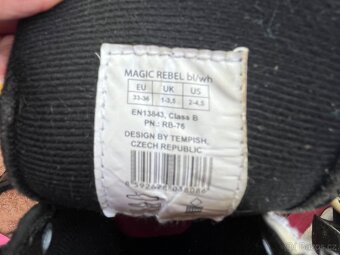 MAGIC REBEL bl/wh
EU UK US
33-36 1-3,5 2-4,5
EN13843, Class B
PN.: RB-76
DESIGN BY TEMPISH,
CZECH REPUBLIC